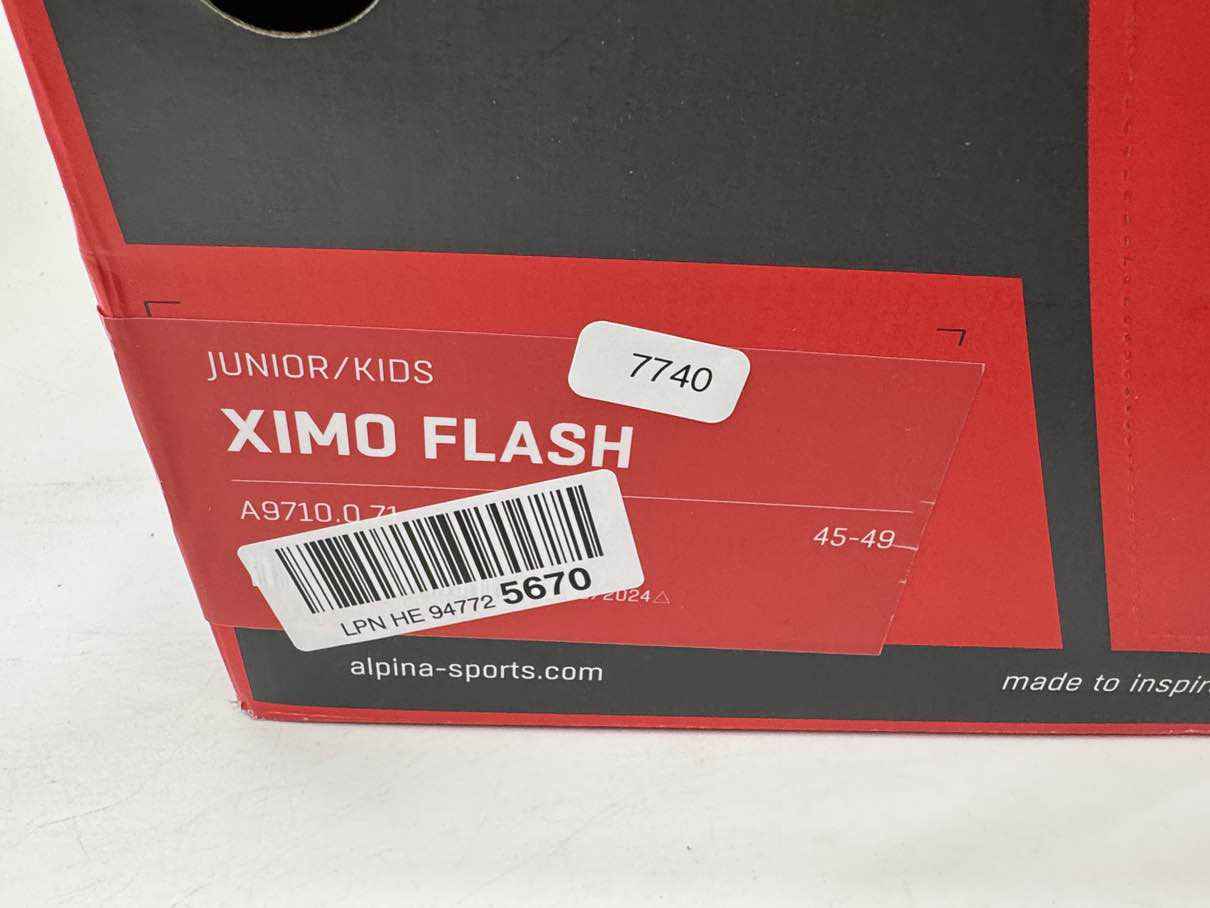 7740
JUNIOR/KIDS
XIMO FLASH
A9710.0.71
45-49
LPN HE 94772 5670
2024
alpina-sports.com
made to inspir